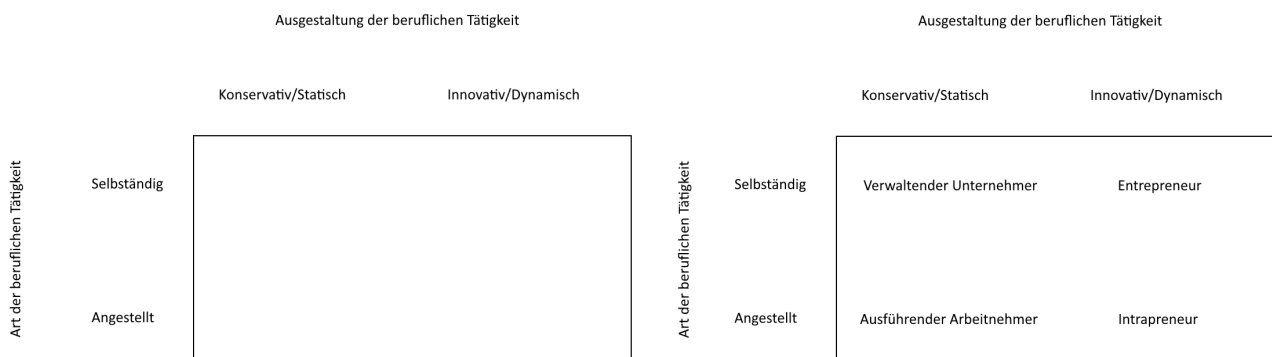 Ausgestaltung der beruflichen Tätigkeit
Konservativ/Statisch Innovativ/Dynamisch
Art der beruflichen Tätigkeit
Selbständig
Angestellt
Ausgestaltung der beruflichen Tätigkeit
Konservativ/Statisch Innovativ/Dynamisch
Art der beruflichen Tätigkeit
Selbständig Verwaltender Unternehmer Entrepreneur
Angestellt Ausführender Arbeitnehmer Intrapreneur